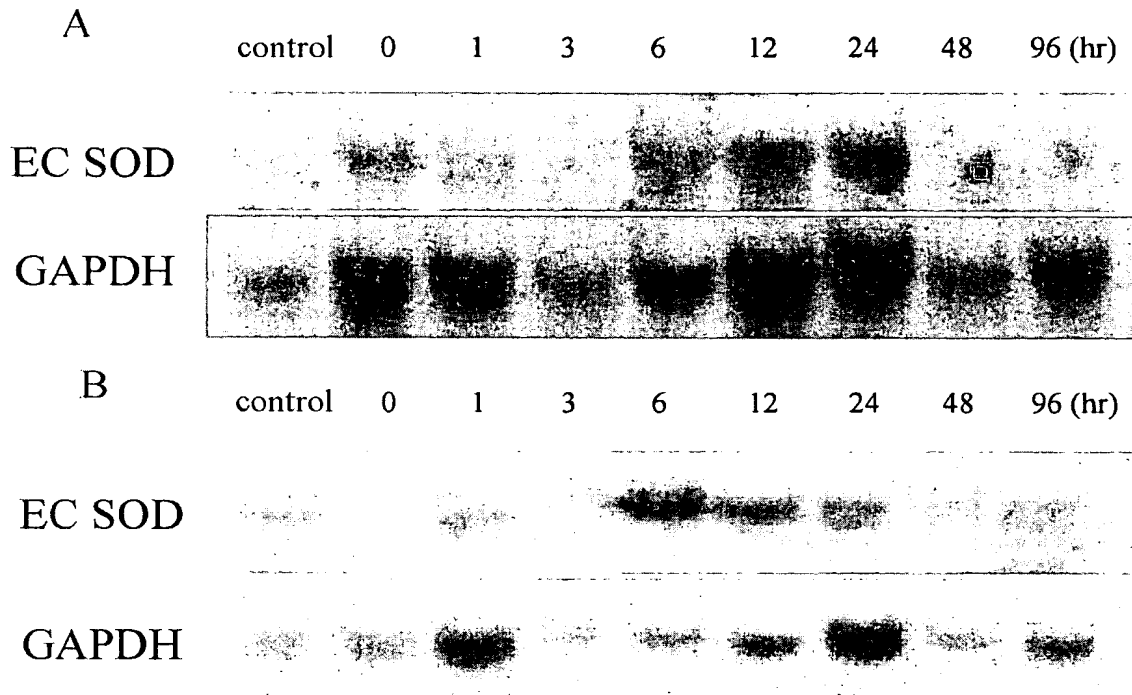 A
control 0 1 3 6 12 24 48 96 (hr)
EC SOD
GAPDH
B
control 0 1 3 6 12 24 48 96 (hr)
EC SOD
GAPDH